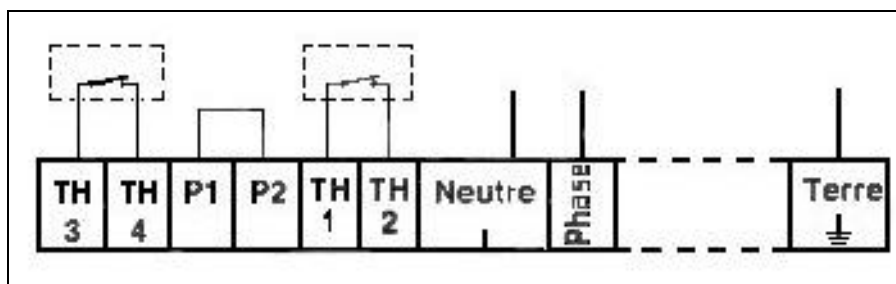 TH 3
TH 4
P1
P2
TH 1
TH 2
Neutre
Phase
Terre